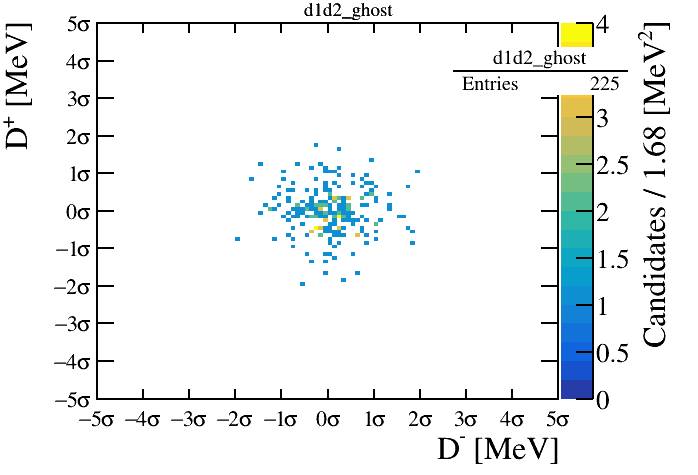 d1d2_ghost
D⁺ [MeV]
5σ
4σ
3σ
2σ
1σ
0σ
−1σ
−2σ
−3σ
−4σ
−5σ
−5σ −4σ −3σ −2σ −1σ 0σ 1σ 2σ 3σ 4σ 5σ
D⁻ [MeV]
d1d2_ghost
Entries 225
4
3
2.5
2
1.5
1
0.5
0
Candidates / 1.68 [MeV²]